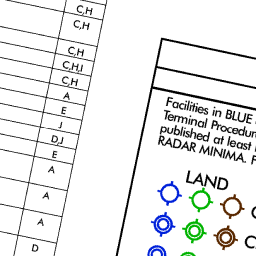 C,H
C,H
C,H
C,H,I
C,H
A
E
J
D,J
E
A
A
A
D
Facilities in BLUE
Terminal Procedur
published at least
RADAR MINIMA.
LAND